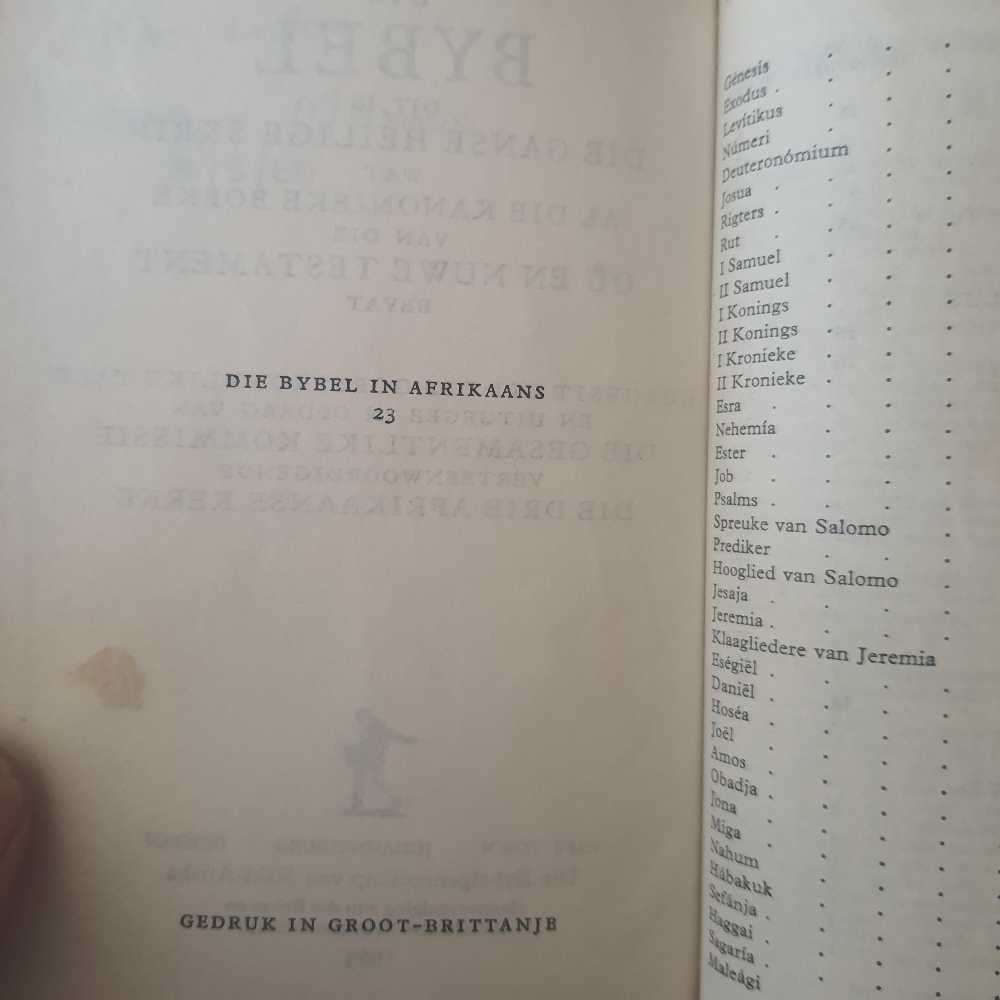 DIE BYBEL IN AFRIKAANS
23
GEDRUK IN GROOT-BRITTANJE
Génesis
Exodus
Levítikus
Númeri
Deuteronómium
Josua
Rigters
Rut
I Samuel
II Samuel
I Konings
II Konings
I Kronieke
II Kronieke
Esra
Nehemía
Ester
Job
Psalms
Spreuke van Salomo
Prediker
Hooglied van Salomo
Jesaja
Jeremia
Klaagliedere van Jeremia
Eségiël
Daniël
Hoséa
Joël
Amos
Obadja
Jona
Miga
Nahum
Hábakuk
Sefánja
Haggai
Sagaría
Maleági